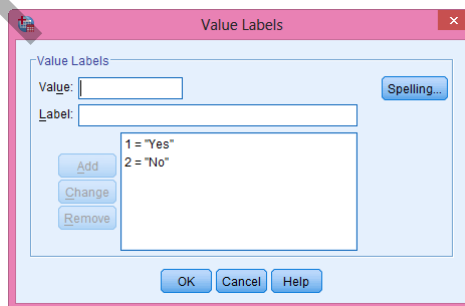 Value Labels
Value Labels
Value:
Spelling...
Label:
1 = "Yes"
2 = "No"
Add
Change
Remove
OK Cancel Help